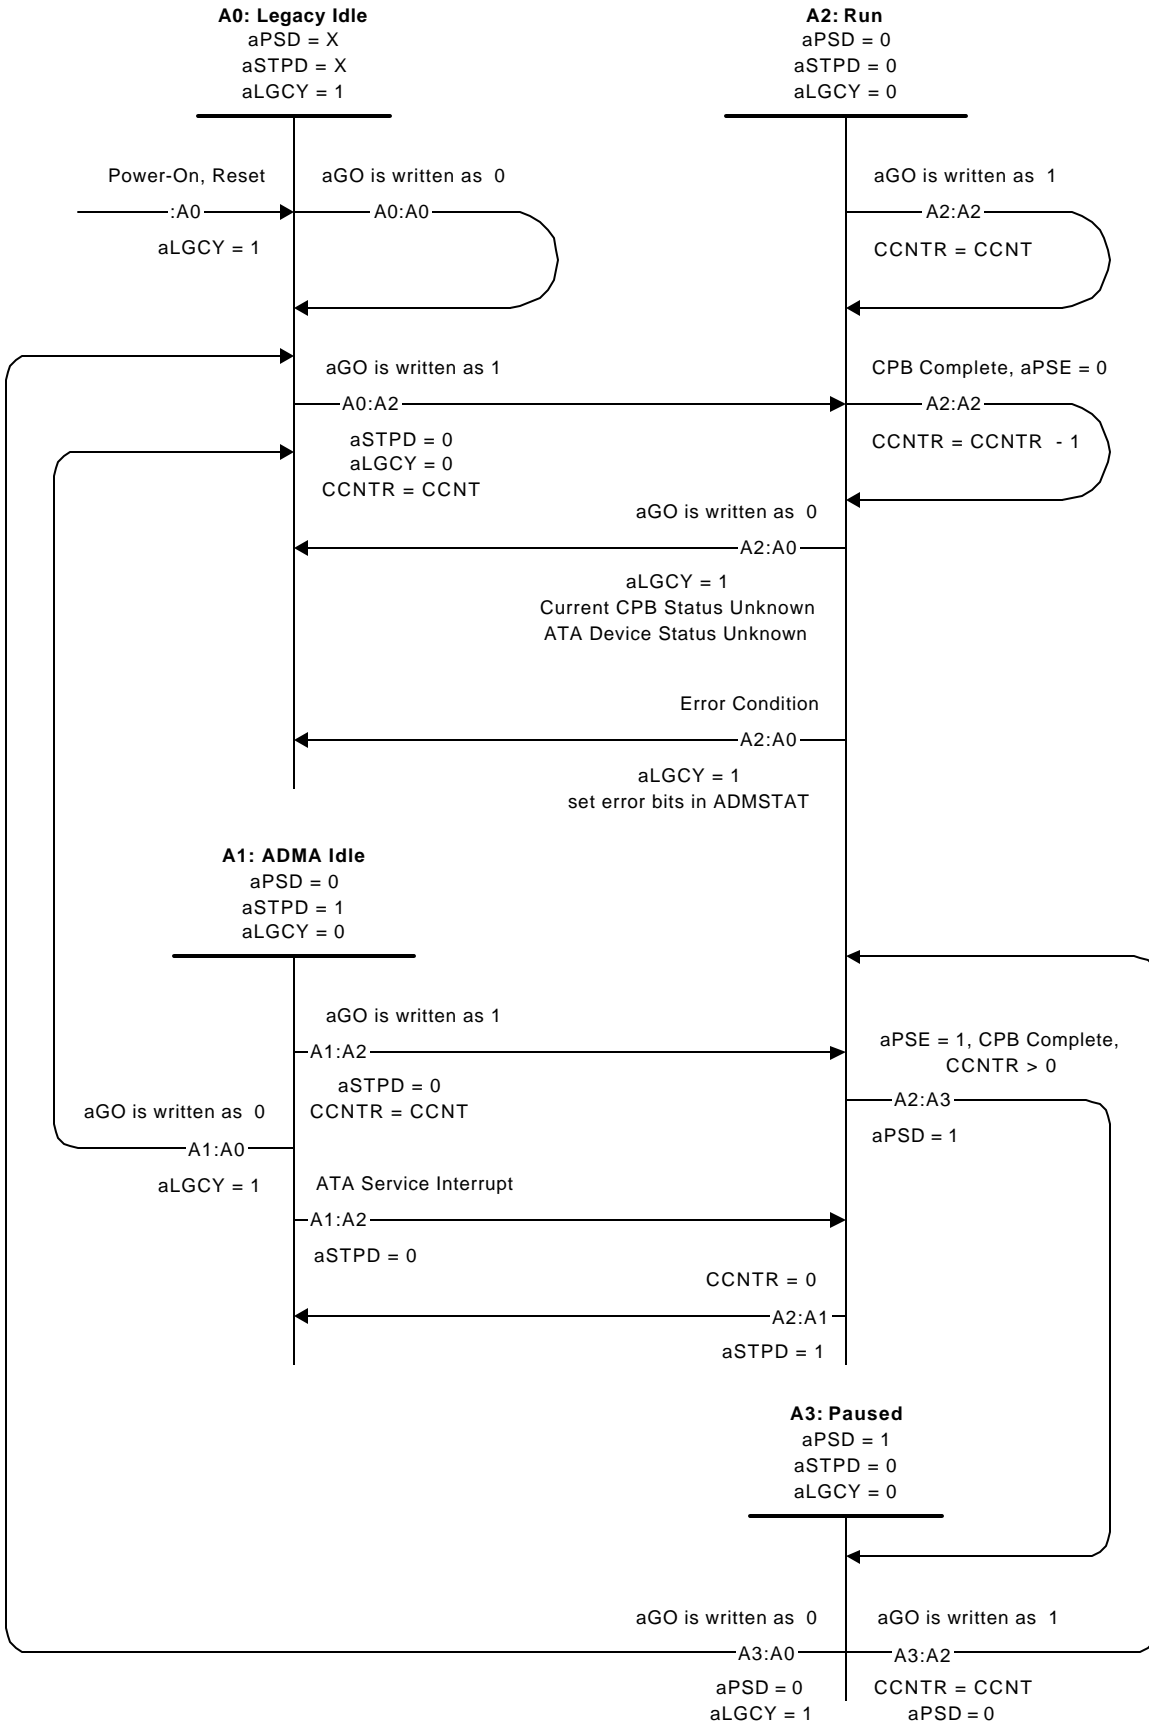 A0: Legacy Idle
aPSD = X
aSTPD = X
aLGCY = 1
A2: Run
aPSD = 0
aSTPD = 0
aLGCY = 0
Power-On, Reset
:A0
aLGCY = 1
aGO is written as 0
A0:A0
aGO is written as 1
A2:A2
CCNTR = CCNT
aGO is written as 1
A0:A2
aSTPD = 0
aLGCY = 0
CCNTR = CCNT
CPB Complete, aPSE = 0
A2:A2
CCNTR = CCNTR - 1
aGO is written as 0
A2:A0
aLGCY = 1
Current CPB Status Unknown
ATA Device Status Unknown
Error Condition
A2:A0
aLGCY = 1
set error bits in ADMSTAT
A1: ADMA Idle
aPSD = 0
aSTPD = 1
aLGCY = 0
aGO is written as 1
A1:A2
aSTPD = 0
CCNTR = CCNT
aPSE = 1, CPB Complete,
CCNTR > 0
A2:A3
aPSD = 1
aGO is written as 0
A1:A0
aLGCY = 1
ATA Service Interrupt
A1:A2
aSTPD = 0
CCNTR = 0
A2:A1
aSTPD = 1
A3: Paused
aPSD = 1
aSTPD = 0
aLGCY = 0
aGO is written as 0
A3:A0
aPSD = 0
aLGCY = 1
aGO is written as 1
A3:A2
CCNTR = CCNT
aPSD = 0